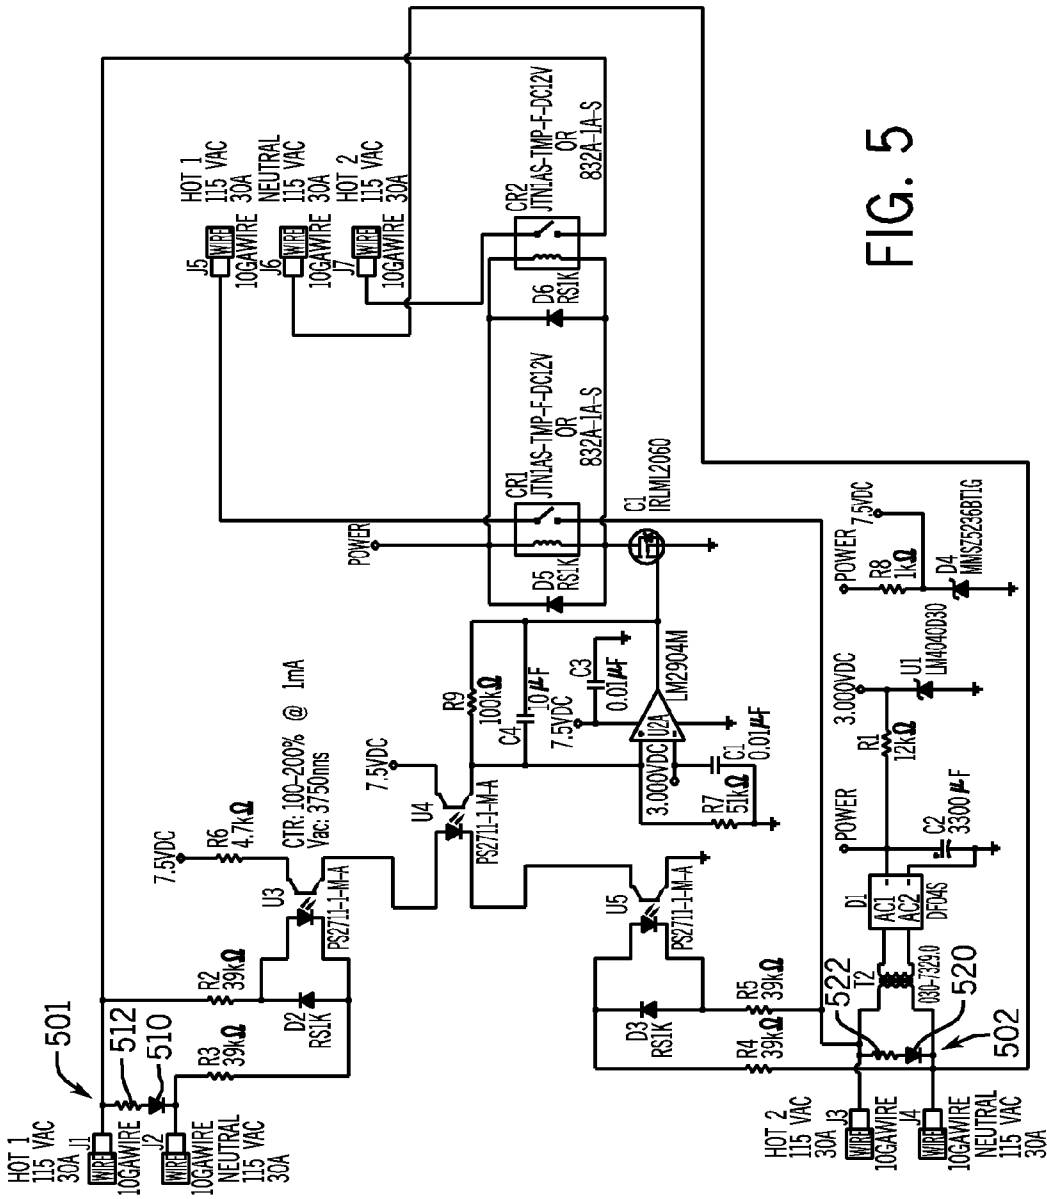 HOT 1
115 VAC
30A
J1
WIRE
10GAWIRE
J2
WIRE
10GAWIRE
NEUTRAL
115 VAC
30A
501
512
510
R2
39kΩ
R3
39kΩ
D2
RS1K
7.5VDC
R6
4.7kΩ
U3
PS2711-1-M-A
CTR: 100-200% @ 1mA
Vac: 3750nns
7.5VDC
U4
PS2711-1-M-A
U5
PS2711-1-M-A
D3
RS1K
R5
39kΩ
R4
39kΩ
R9
100kΩ
C4
10µF
7.5VDC
C3
0.01µF
U2A
LM2904M
3.000VDC
R7
51kΩ
C1
0.01µF
POWER
D5
RS1K
CR1
JTN1AS-TMP-F-DC12V
OR
832A-1A-S
C1
IRLML2060
D6
RS1K
CR2
JTN1AS-TMP-F-DC12V
OR
832A-1A-S
HOT 1
115 VAC
30A
J5
WIRE
10GAWIRE
NEUTRAL
115 VAC
30A
J6
WIRE
10GAWIRE
HOT 2
115 VAC
30A
J7
WIRE
10GAWIRE
HOT 2
115 VAC
30A
J3
WIRE
10GAWIRE
J4
WIRE
10GAWIRE
NEUTRAL
115 VAC
30A
522
520
502
T2
030-7329.0
D1
AC1
AC2
DF04S
POWER
C2
3300µF
R1
12kΩ
3.000VDC
U1
LM4040D30
POWER
R8
1kΩ
7.5VDC
D4
MMSZ5236BT1G
FIG. 5